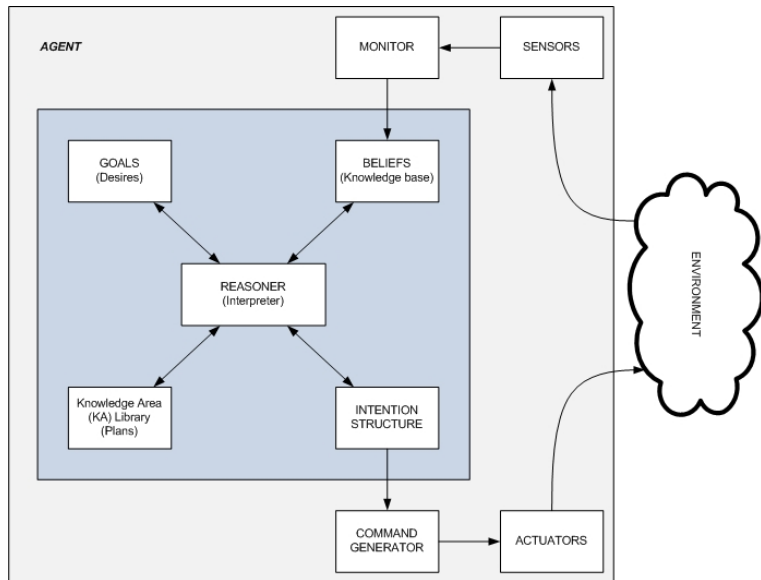 AGENT
MONITOR
SENSORS
GOALS
(Desires)
BELIEFS
(Knowledge base)
REASONER
(Interpreter)
Knowledge Area
(KA) Library
(Plans)
INTENTION
STRUCTURE
COMMAND
GENERATOR
ACTUATORS
ENVIRONMENT